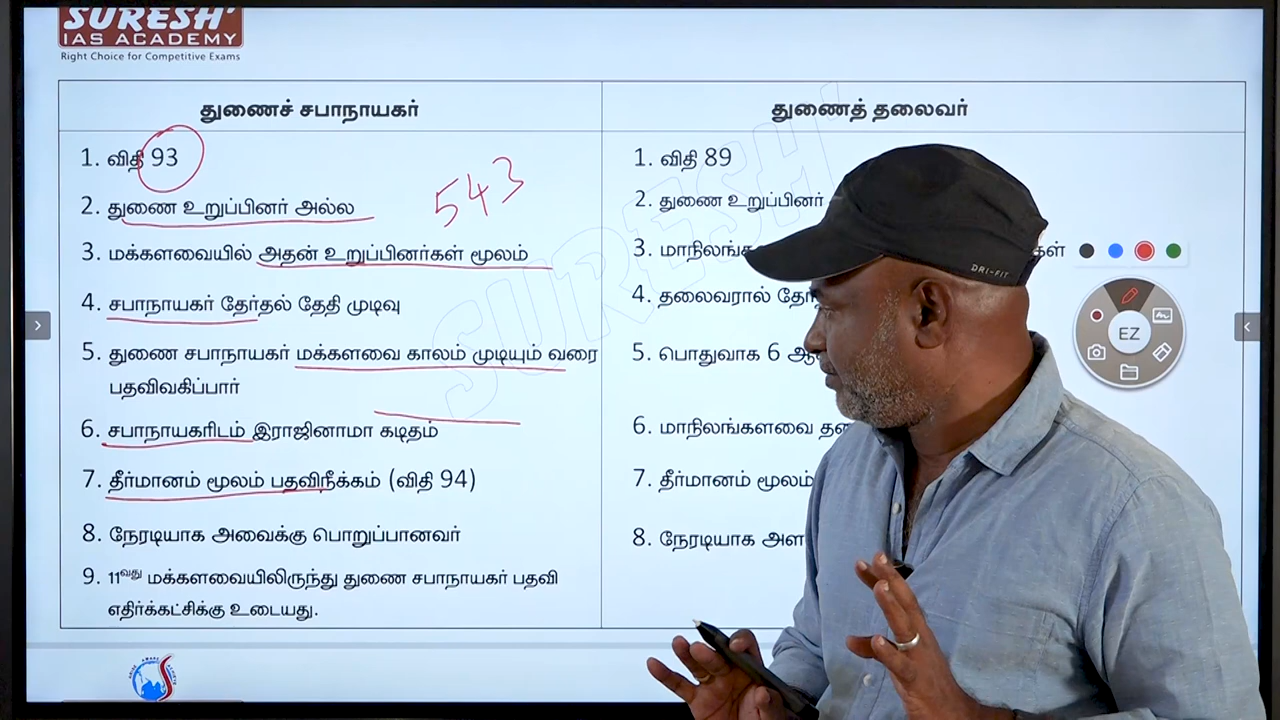 SURESH'
IAS ACADEMY
Right Choice for Competitive Exams
துணைச் சபாநாயகர்
துணைத் தலைவர்
1. விதி 93
2. துணை உறுப்பினர் அல்ல
543
3. மக்களவையில் அதன் உறுப்பினர்கள் மூலம்
4. சபாநாயகர் தேர்தல் தேதி முடிவு
5. துணை சபாநாயகர் மக்களவை காலம் முடியும் வரை
பதவிவகிப்பார்
6. சபாநாயகரிடம் இராஜினாமா கடிதம்
7. தீர்மானம் மூலம் பதவிநீக்கம் (விதி 94)
8. நேரடியாக அவைக்கு பொறுப்பானவர்
9. 11வது மக்களவையிலிருந்து துணை சபாநாயகர் பதவி
எதிர்க்கட்சிக்கு உடையது.
1. விதி 89
2. துணை உறுப்பினர்
3.
4. தலைவரால்
5. பொதுவாக 6
6. மாநிலங்களவை
7. தீர்மானம் மூலம்
8. நேரடியாக
SURESH'
DRI-FIT
EZ